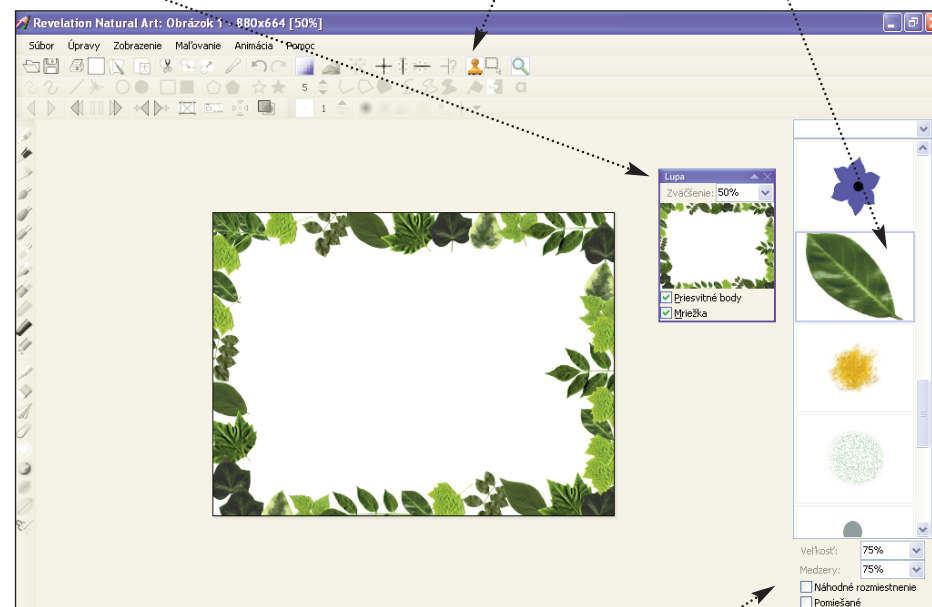 Revelation Natural Art: Obrázok 1 - 880x664 [50%]
Súbor Úpravy Zobrazenie Maľovanie Animácia Pomoc
5
1
Lupa
Zväčšenie: 50%
Priesvitné body
Mriežka
Veľkosť: 75%
Medzery: 75%
Náhodné rozmiestnenie
Pomiešané